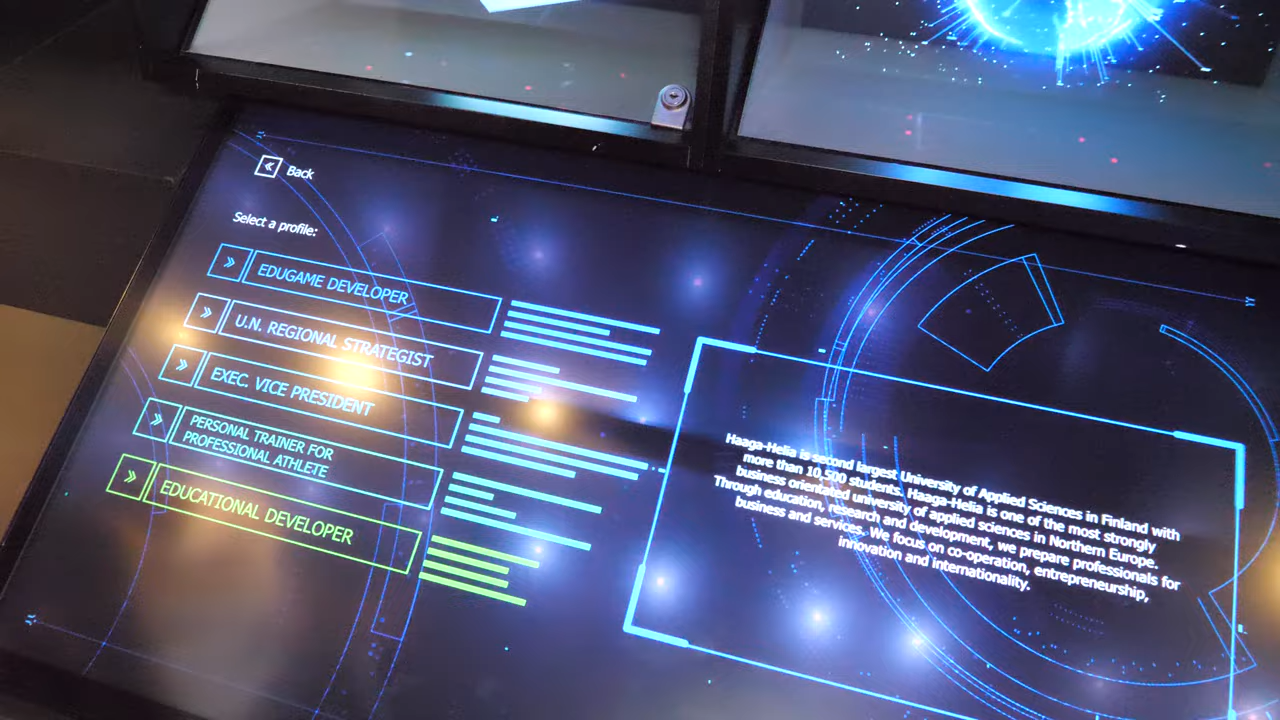 Back
Select a profile:
EDUGAME DEVELOPER
U.N. REGIONAL STRATEGIST
EXEC. VICE PRESIDENT
PERSONAL TRAINER FOR
PROFESSIONAL ATHLETE
EDUCATIONAL DEVELOPER
Haaga-Helia is second largest University of Applied Sciences in Finland with
more than 10,500 students. Haaga-Helia is one of the most strongly
business orientated university of applied sciences in Northern Europe.
Through education, research and development, we prepare professionals for
business and services. We focus on co-operation, entrepreneurship,
innovation and internationality.